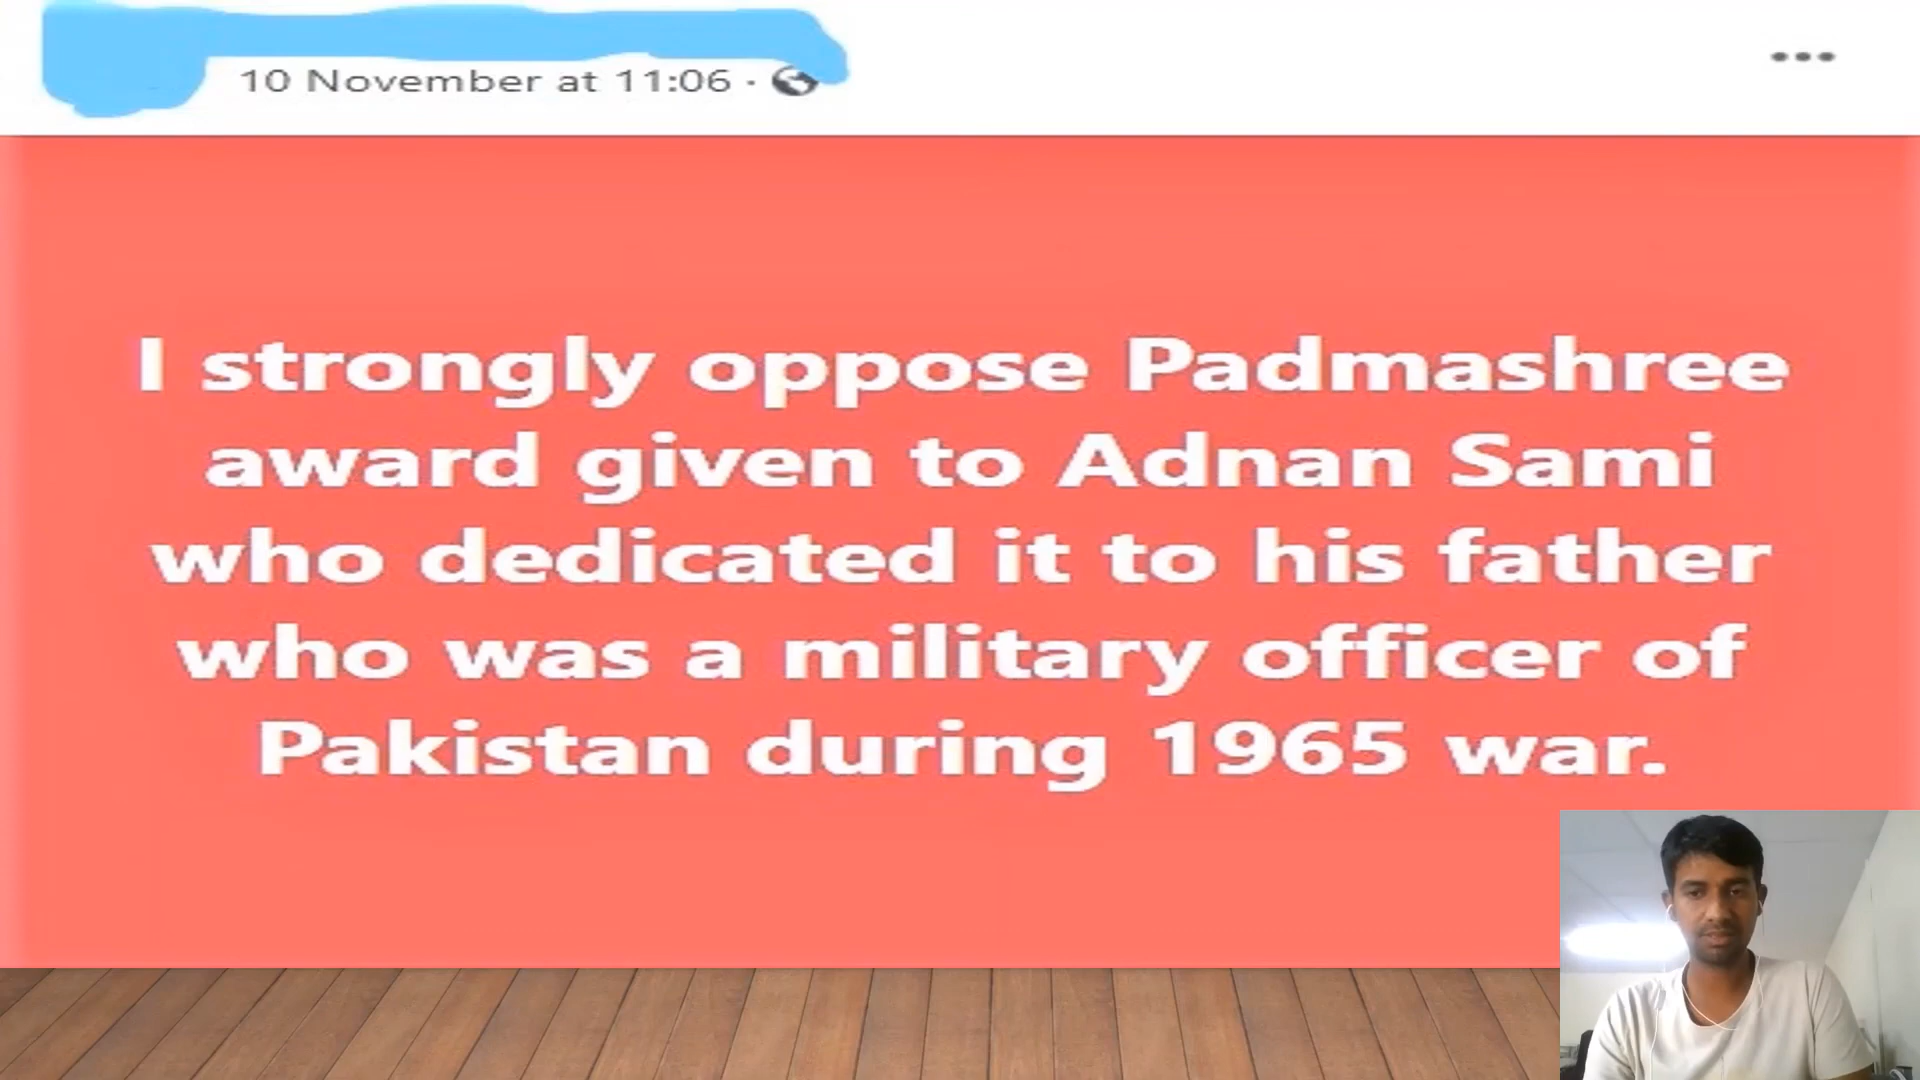 10 November at 11:06 ·
I strongly oppose Padmashree
award given to Adnan Sami
who dedicated it to his father
who was a military officer of
Pakistan during 1965 war.